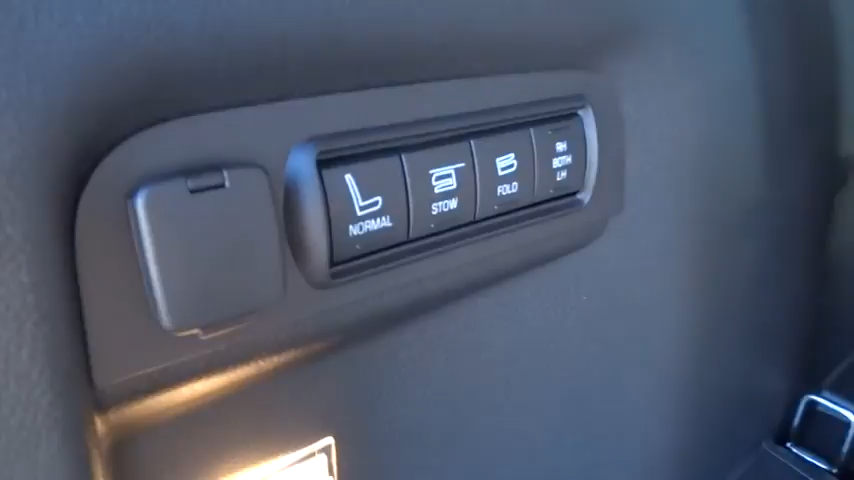 NORMAL
STOW
FOLD
RH
BOTH
LH